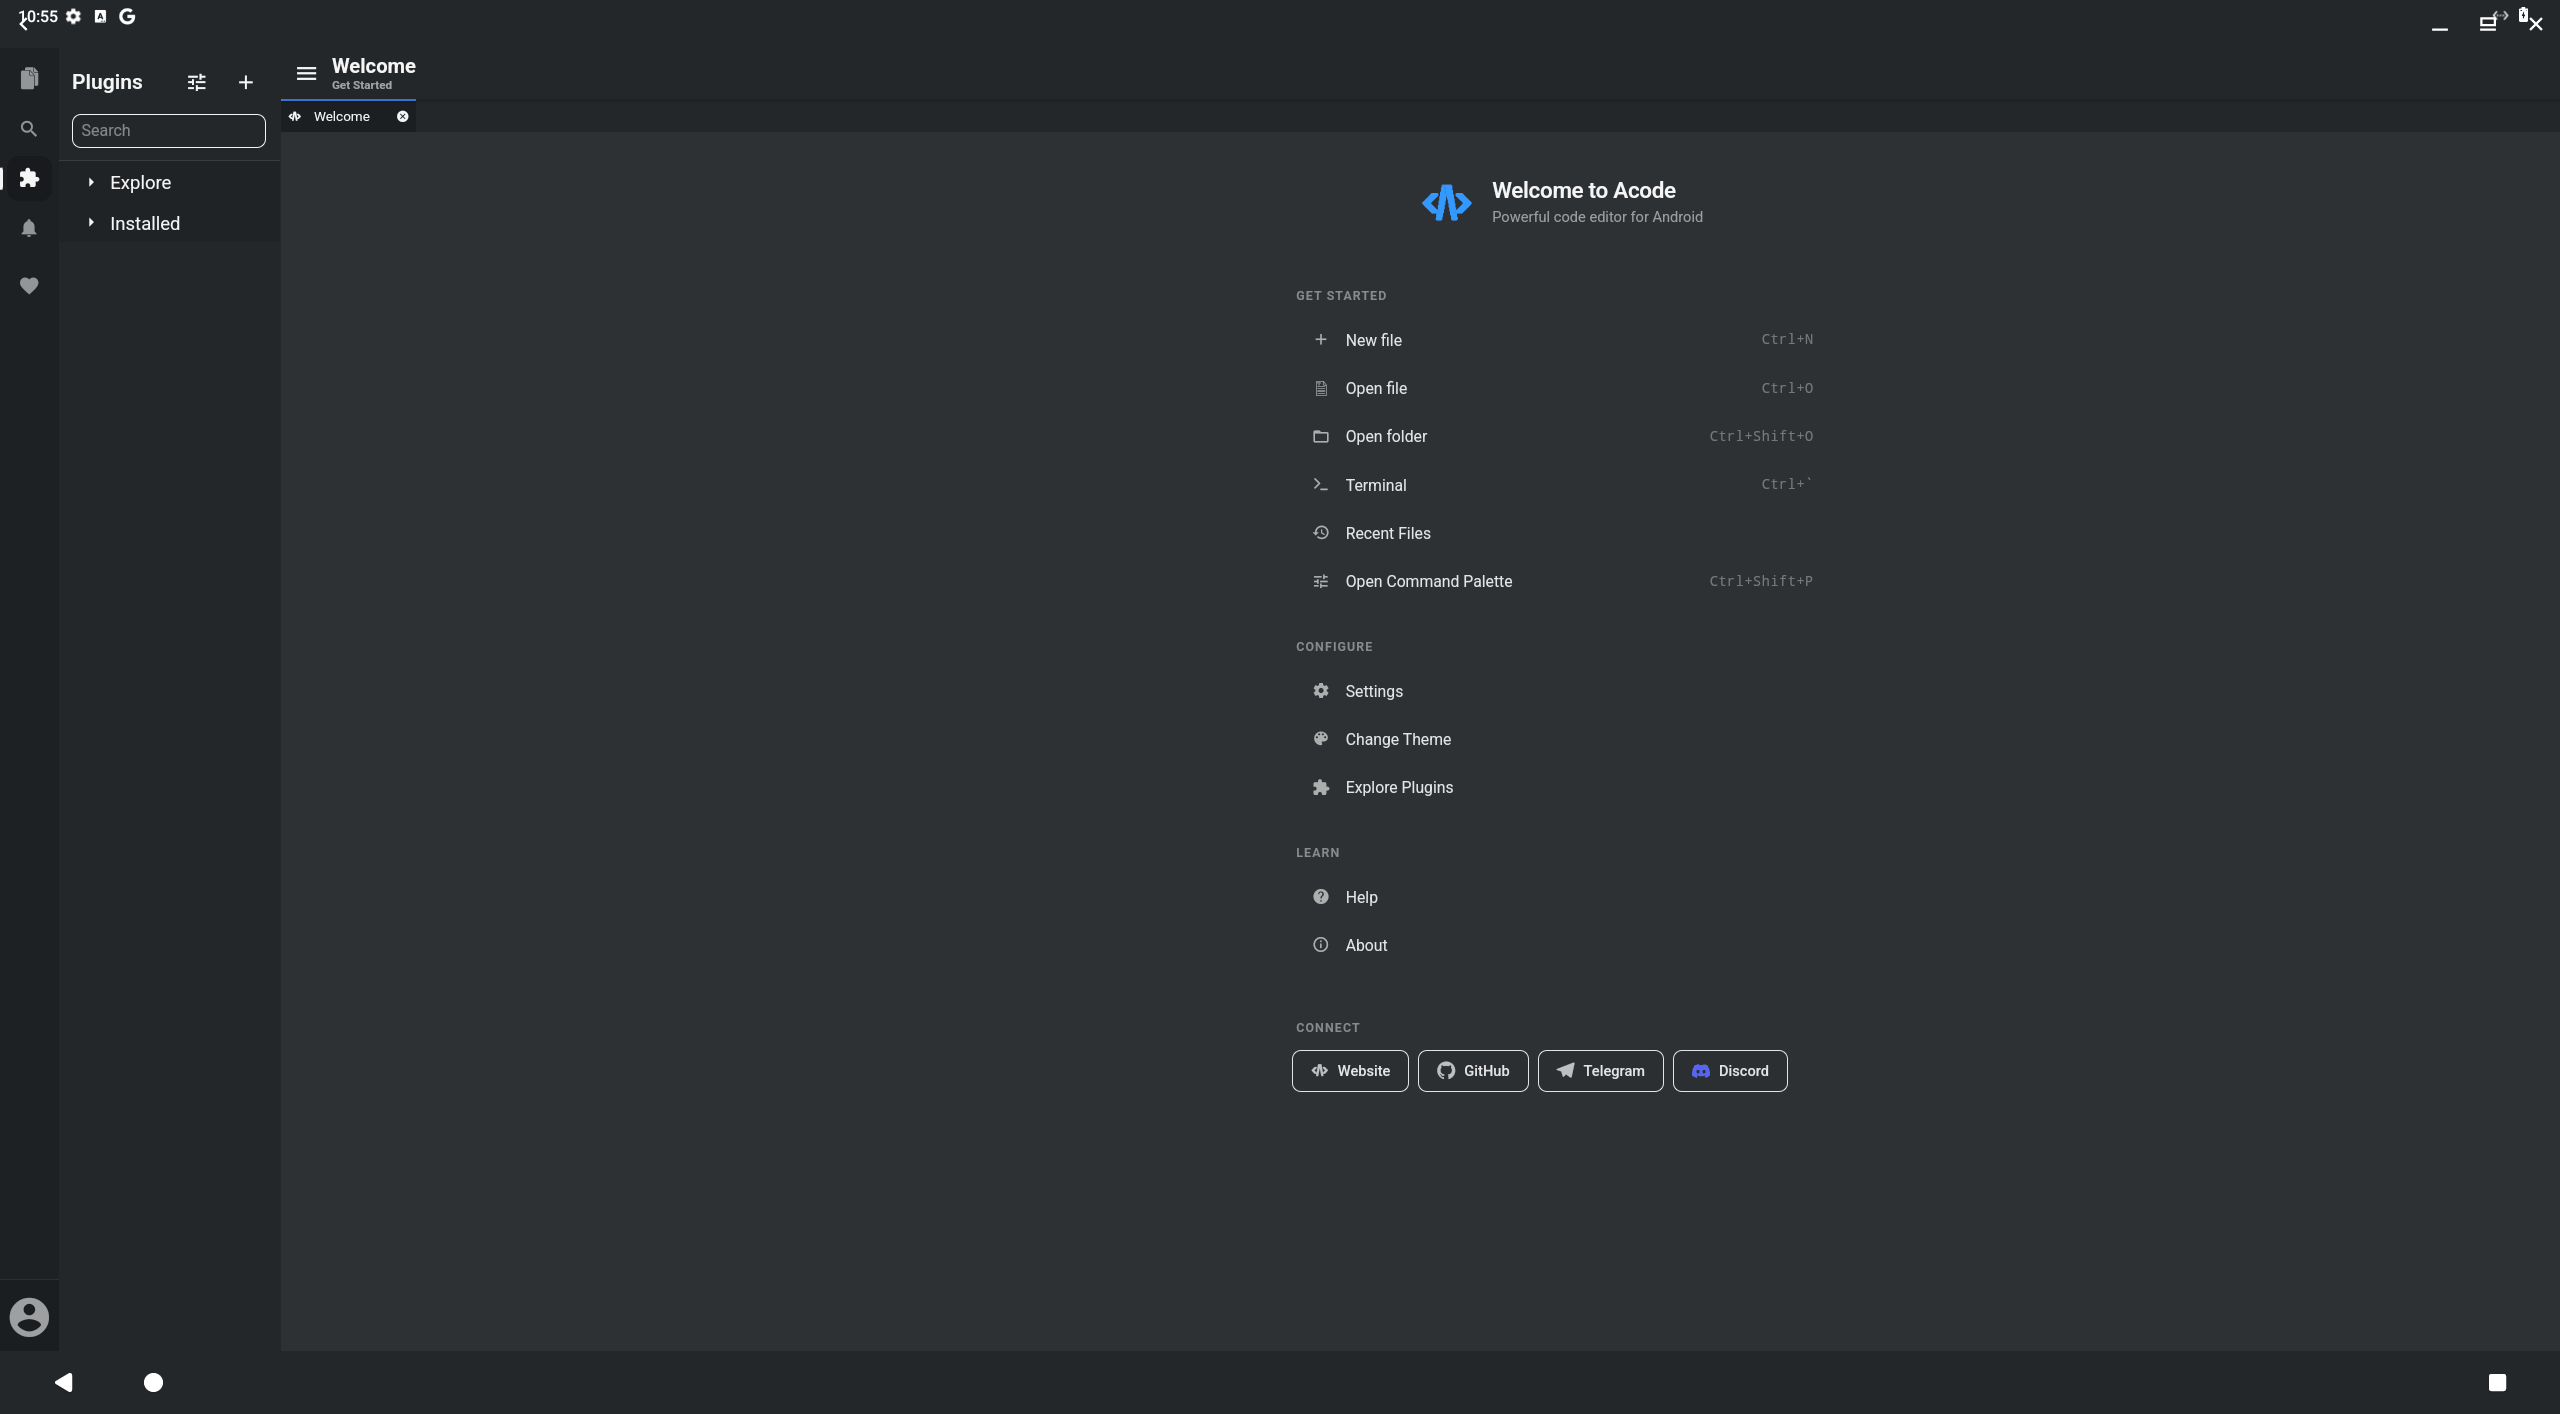 10:55
Plugins
Search
Explore
Installed
Welcome
Get Started
Welcome
Welcome to Acode
Powerful code editor for Android
GET STARTED
New file Ctrl+N
Open file Ctrl+O
Open folder Ctrl+Shift+O
Terminal Ctrl+`
Recent Files
Open Command Palette Ctrl+Shift+P
CONFIGURE
Settings
Change Theme
Explore Plugins
LEARN
Help
About
CONNECT
Website GitHub Telegram Discord